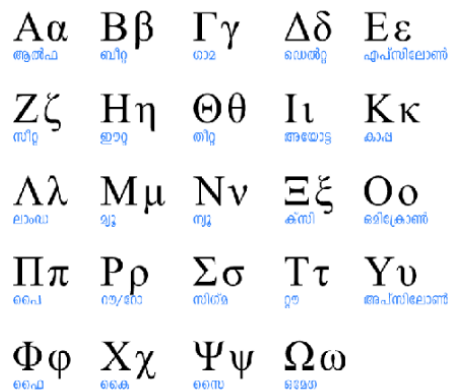 Αα Ββ Γγ Δδ Εε
ആൽഫ ബീറ്റ ഗാമ ഡെൽറ്റ എപ്സിലോൺ
Ζζ Ηη Θθ Ιι Κκ
സീറ്റ ഈറ്റ തീറ്റ അയോട്ട കാപ്പ
Λλ Μμ Νν Ξξ Οο
ലാംഡ മ്യൂ ന്യൂ ക്സി ഒമിക്രോൺ
Ππ Ρρ Σσ Ττ Υυ
പൈ റൗ/റോ സിഗ്മ റ്റൗ അപ്സിലോൺ
Φφ Χχ Ψψ Ωω
ഫൈ കൈ സൈ ഒമേഗ